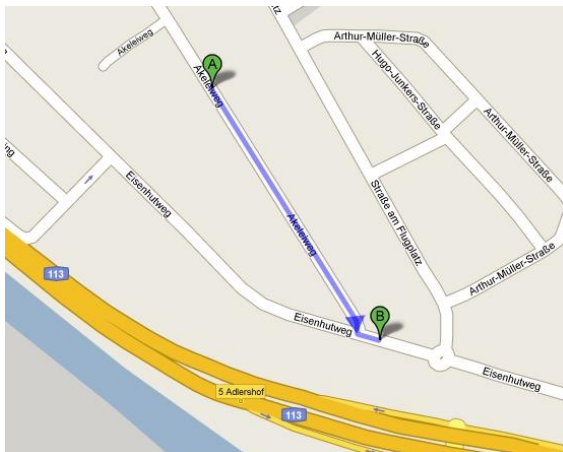 Akeleiweg
A
Akeleiweg
Arthur-Müller-Straße
Hugo-Junkers-Straße
Arthur-Müller-Straße
Eisenhutweg
Akeleiweg
Straße am Flugplatz
113
Arthur-Müller-Straße
Eisenhutweg
B
Eisenhutweg
5 Adlershof
113